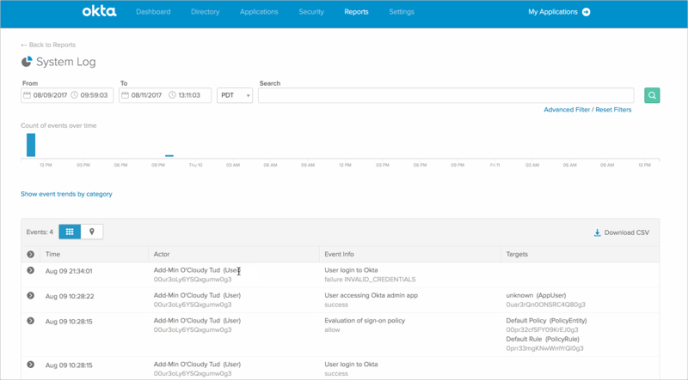 okta Dashboard Directory Applications Security Reports Settings My Applications
← Back to Reports
System Log
From To Search
08/09/2017 09:59:03 08/11/2017 13:11:03 PDT
Advanced Filter / Reset Filters
Count of events over time
12 PM 03 PM 06 PM 09 PM Thu 10 03 AM 06 AM 09 AM 12 PM 03 PM 06 PM 09 PM Fri 11 03 AM 06 AM 09 AM 12 PM
Show event trends by category
Events: 4 Download CSV
Time Actor Event Info Targets
Aug 09 21:34:01 Add-Min O'Cloudy Tud (User) User login to Okta
00ur3oLy6YSQxgumw0g3 failure INVALID_CREDENTIALS
Aug 09 10:28:22 Add-Min O'Cloudy Tud (User) User accessing Okta admin app unknown (AppUser)
00ur3oLy6YSQxgumw0g3 success
Aug 09 10:28:15 Add-Min O'Cloudy Tud (User) Evaluation of sign-on policy Default Policy (PolicyEntity)
00ur3oLy6YSQxgumw0g3 allow
Default Rule (PolicyRule)
Aug 09 10:28:15 Add-Min O'Cloudy Tud (User) User login to Okta
00ur3oLy6YSQxgumw0g3 success